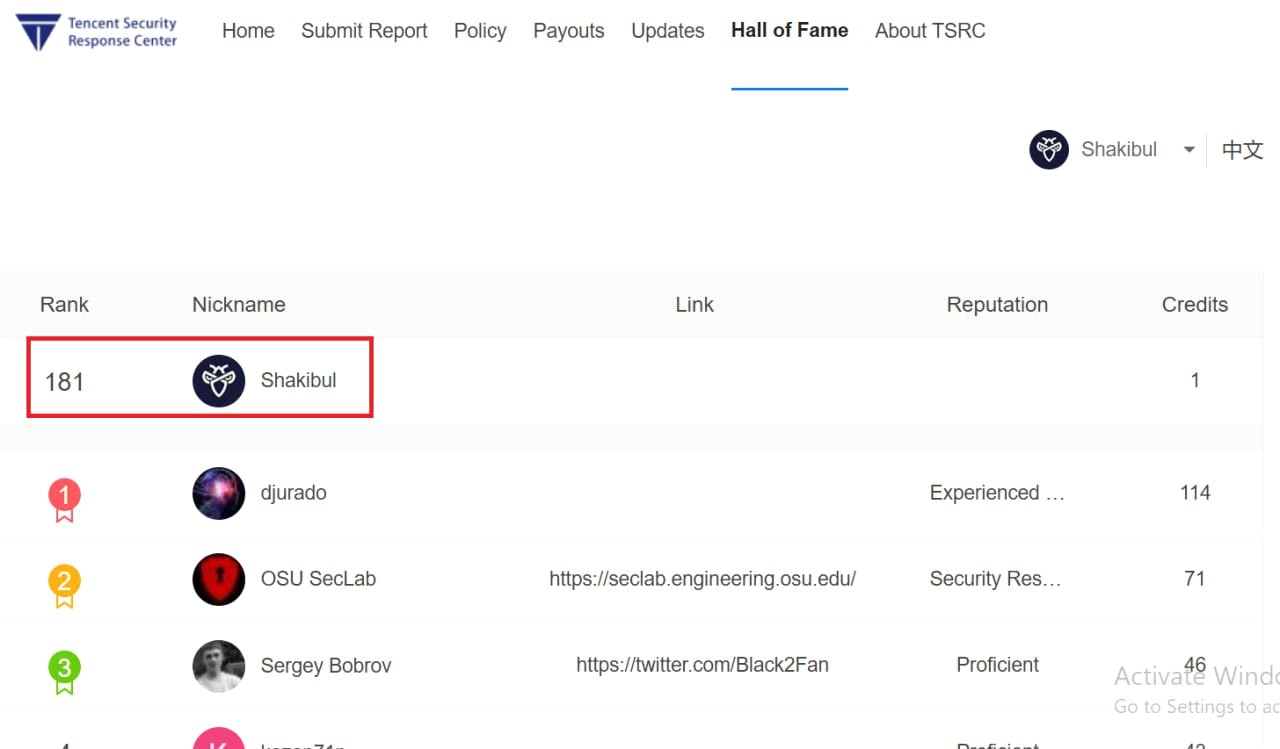 Tencent Security
Response Center
Home Submit Report Policy Payouts Updates Hall of Fame About TSRC
Shakibul 中文
Rank Nickname Link Reputation Credits
181 Shakibul 1
1 djurado Experienced … 114
2 OSU SecLab https://seclab.engineering.osu.edu/ Security Res… 71
3 Sergey Bobrov https://twitter.com/Black2Fan Proficient 46
Activate Windo
Go to Settings to ac
Proficient